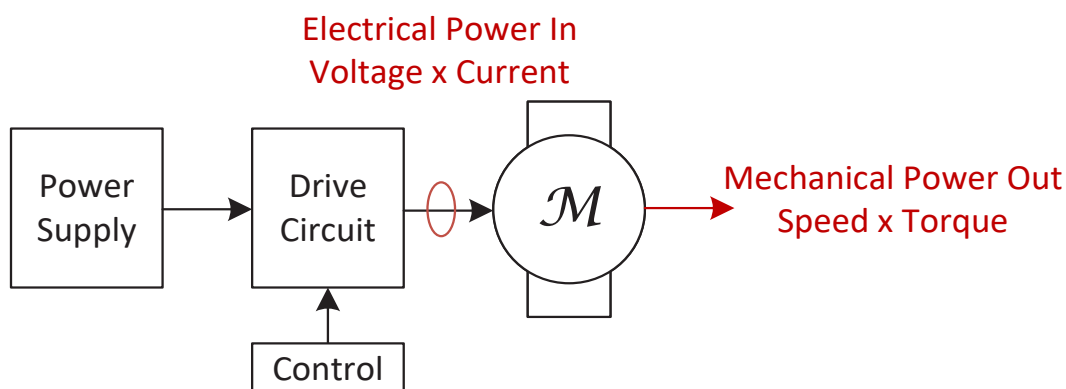 Electrical Power In
Voltage x Current
Power
Supply
Drive
Circuit
ℳ
Mechanical Power Out
Speed x Torque
Control